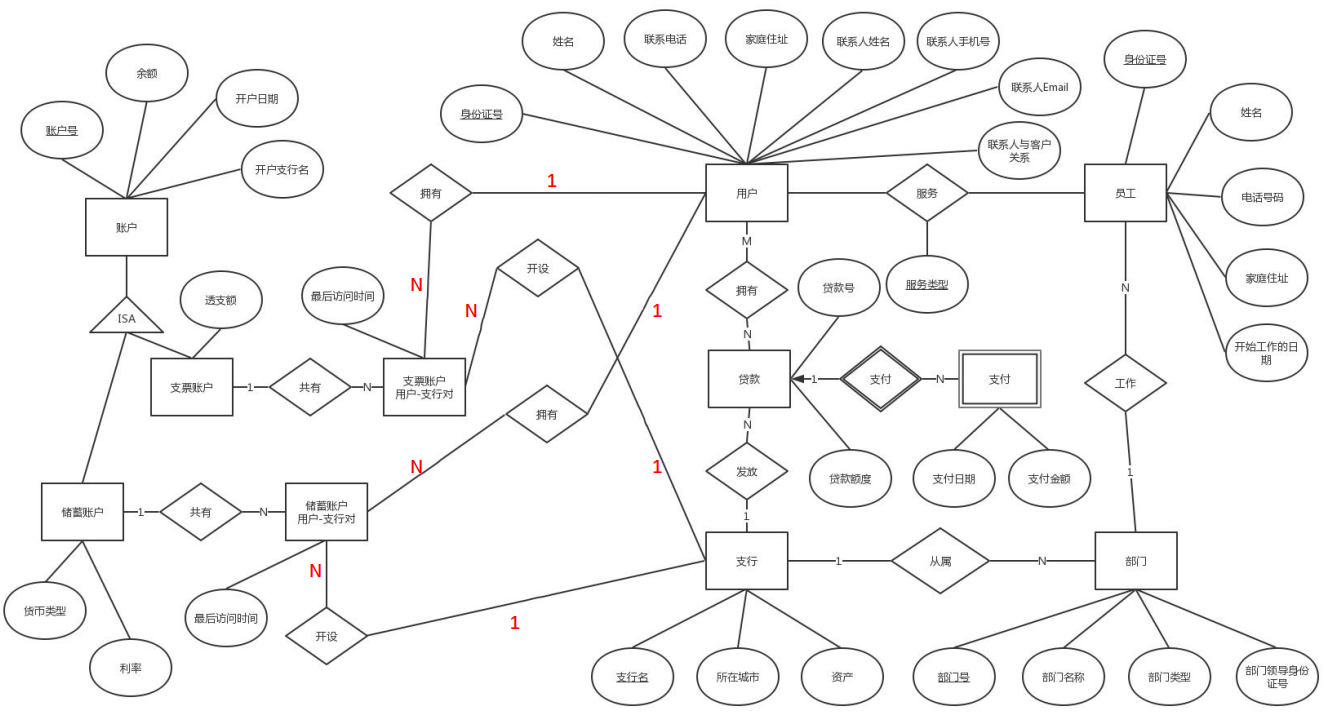 姓名
联系电话
家庭住址
联系人姓名
联系人手机号
身份证号
余额
开户日期
联系人Email
身份证号
姓名
账户号
开户支行名
联系人与客户
关系
拥有
1
用户
服务
员工
电话号码
账户
M
N
开设
最后访问时间
透支额
N
拥有
贷款号
服务类型
家庭住址
N
1
ISA
N
开始工作的日
期
支票账户
1
共有
N
支票账户
用户-支行对
贷款
1
支付
N
支付
工作
拥有
N
N
1
发放
贷款额度
支付日期
支付金额
1
储蓄账户
1
共有
N
储蓄账户
用户-支行对
1
支行
1
从属
N
部门
N
货币类型
最后访问时间
开设
1
利率
支行名
所在城市
资产
部门号
部门名称
部门类型
部门领导身份
证号